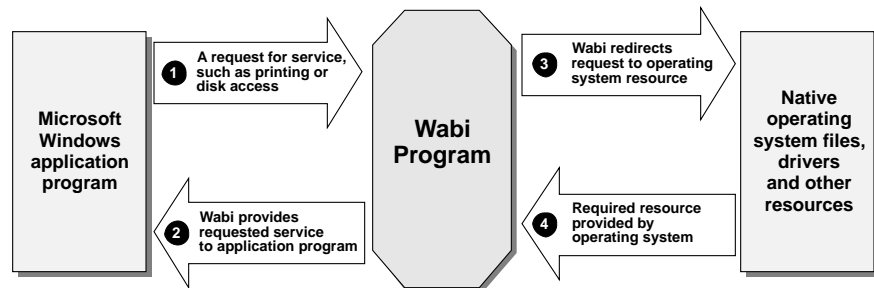 Microsoft
Windows
application
program
1
A request for service,
such as printing or
disk access
2
Wabi provides
requested service
to application program
Wabi
Program
3
Wabi redirects
request to operating
system resource
4
Required resource
provided by
operating system
Native
operating
system files,
drivers
and other
resources